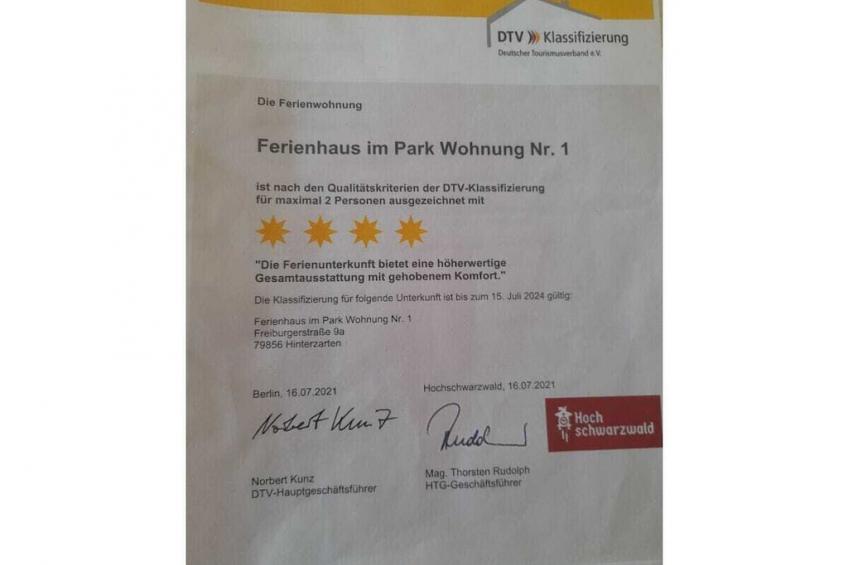 DTV Klassifizierung
Deutscher Tourismusverband e.V.
Die Ferienwohnung
Ferienhaus im Park Wohnung Nr. 1
ist nach den Qualitätskriterien der DTV-Klassifizierung
für maximal 2 Personen ausgezeichnet mit
"Die Ferienunterkunft bietet eine höherwertige
Gesamtausstattung mit gehobenem Komfort."
Die Klassifizierung für folgende Unterkunft ist bis zum 15. Juli 2024 gültig:
Ferienhaus im Park Wohnung Nr. 1
Freiburgerstraße 9a
79856 Hinterzarten
Berlin, 16.07.2021
Hochschwarzwald, 16.07.2021
Norbert Kunz
Rudol
Hoch
schwarzwald
Norbert Kunz
DTV-Hauptgeschäftsführer
Mag. Thorsten Rudolph
HTG-Geschäftsführer